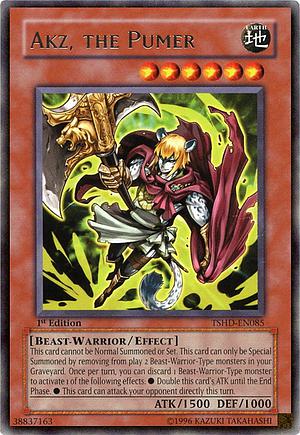 AKZ, THE PUMER
EARTH
地
1st Edition
TSHD-EN085
[BEAST-WARRIOR/EFFECT]
This card cannot be Normal Summoned or Set. This card can only be Special
Summoned by removing from play 2 Beast-Warrior-Type monsters in your
Graveyard. Once per turn, you can discard 1 Beast-Warrior-Type monster
to activate 1 of the following effects: ● Double this card's ATK until the End
Phase. ● This card can attack your opponent directly this turn.
ATK/1500 DEF/1000
38837163
©1996 KAZUKI TAKAHASHI